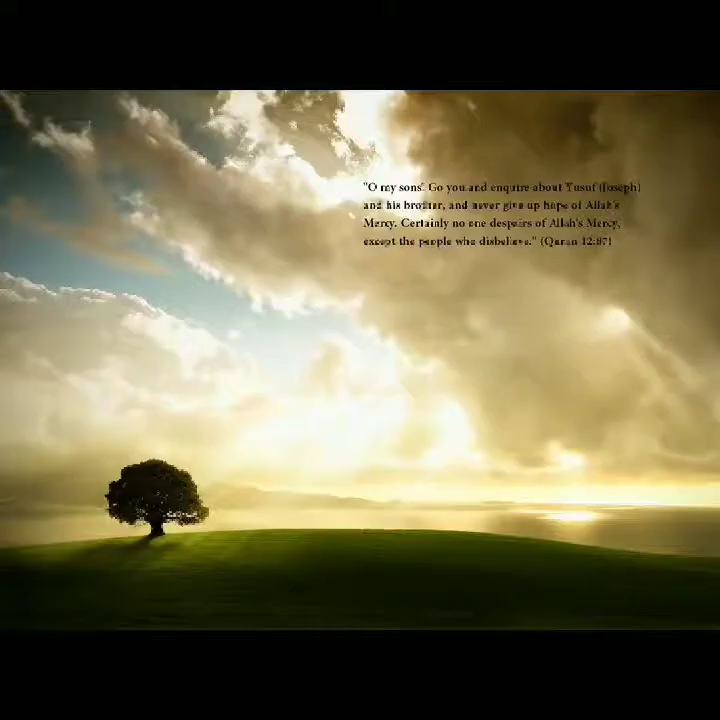 "O my sons! Go you and enquire about Yusuf (Joseph)
and his brother, and never give up hope of Allah's
Mercy. Certainly no one despairs of Allah's Mercy,
except the people who disbelieve." (Quran 12:87)